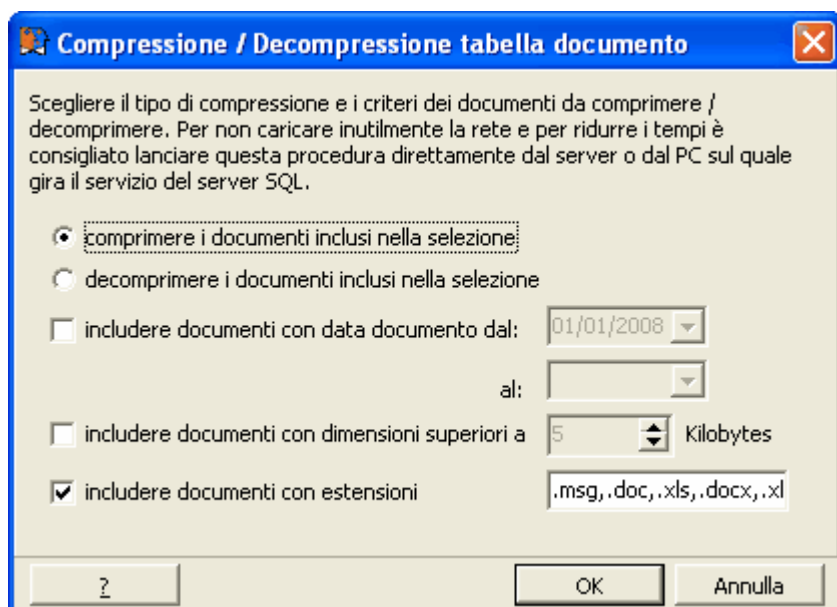 Compressione / Decompressione tabella documento
Scegliere il tipo di compressione e i criteri dei documenti da comprimere /
decomprimere. Per non caricare inutilmente la rete e per ridurre i tempi è
consigliato lanciare questa procedura direttamente dal server o dal PC sul quale
gira il servizio del server SQL.
comprimere i documenti inclusi nella selezione
decomprimere i documenti inclusi nella selezione
includere documenti con data documento dal: 01/01/2008
al:
includere documenti con dimensioni superiori a 5 Kilobytes
includere documenti con estensioni .msg,.doc,.xls,.docx,.xl
? OK Annulla